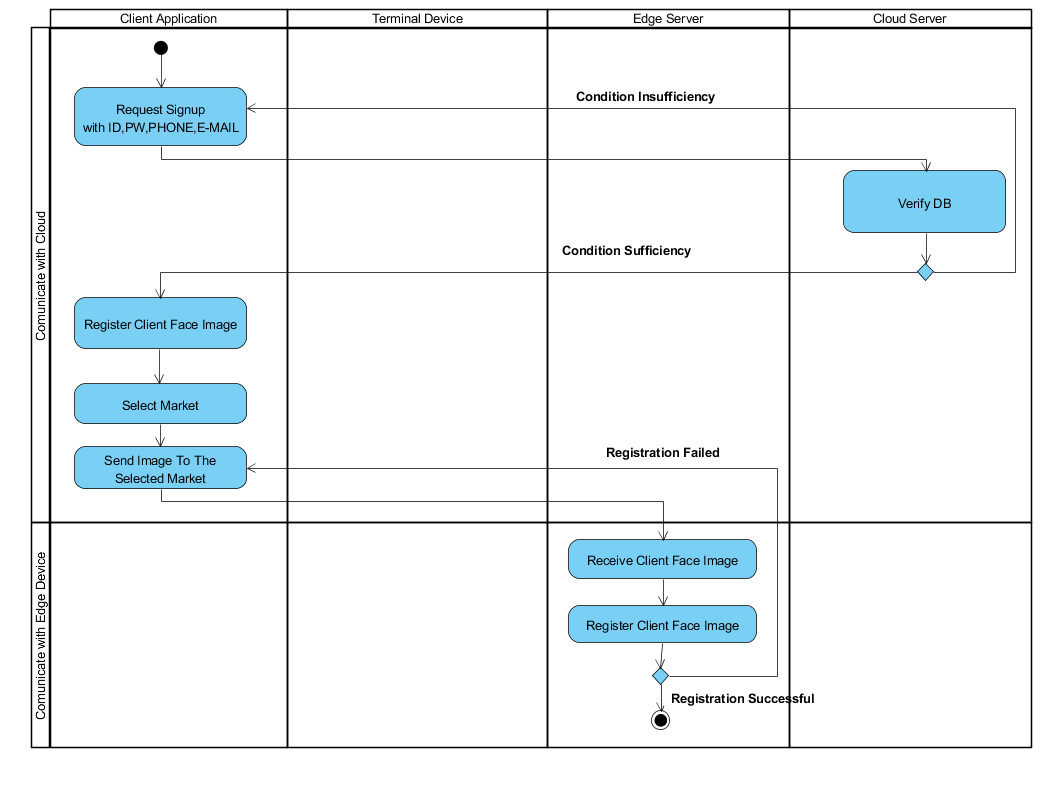 Client Application
Terminal Device
Edge Server
Cloud Server
Comunicate with Cloud
Condition Insufficiency
Request Signup
with ID,PW,PHONE,E-MAIL
Verify DB
Condition Sufficiency
Register Client Face Image
Select Market
Registration Failed
Send Image To The
Selected Market
Comunicate with Edge Device
Receive Client Face Image
Register Client Face Image
Registration Successful